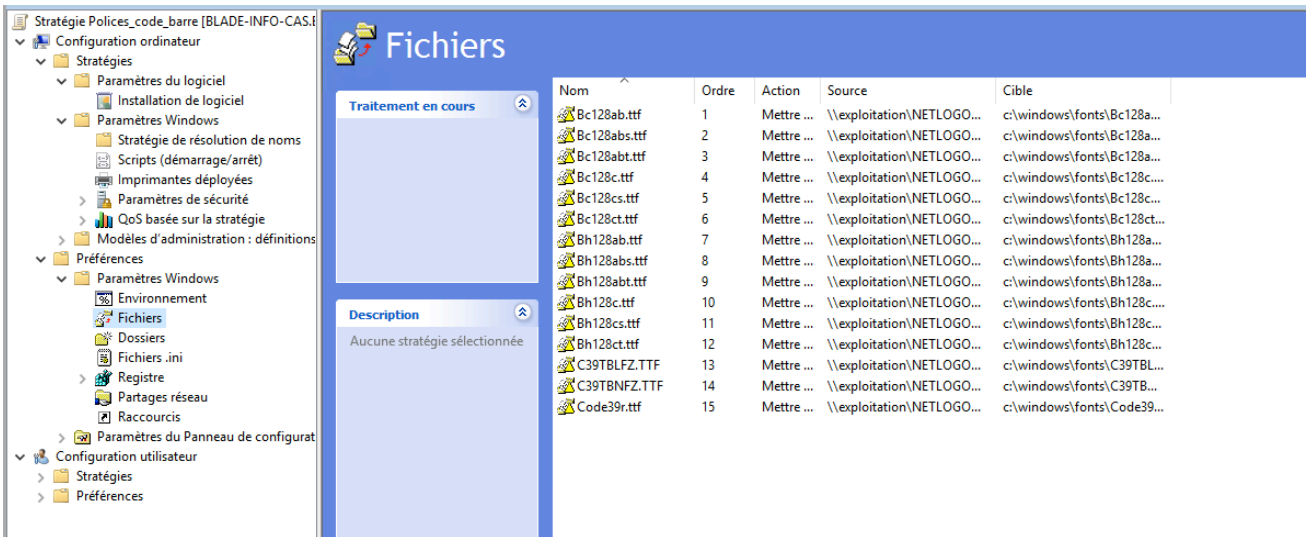 Stratégie Polices_code_barre [BLADE-INFO-CAS.E
Configuration ordinateur
Stratégies
Paramètres du logiciel
Installation de logiciel
Paramètres Windows
Stratégie de résolution de noms
Scripts (démarrage/arrêt)
Imprimantes déployées
Paramètres de sécurité
QoS basée sur la stratégie
Modèles d'administration : définitions
Préférences
Paramètres Windows
Environnement
Fichiers
Dossiers
Fichiers .ini
Registre
Partages réseau
Raccourcis
Paramètres du Panneau de configurat
Configuration utilisateur
Stratégies
Préférences
Fichiers
Traitement en cours
Description
Aucune stratégie sélectionnée
Nom Ordre Action Source Cible
Bc128ab.ttf 1 Mettre ... \\exploitation\NETLOGO... c:\windows\fonts\Bc128a...
Bc128abs.ttf 2 Mettre ... \\exploitation\NETLOGO... c:\windows\fonts\Bc128a...
Bc128abt.ttf 3 Mettre ... \\exploitation\NETLOGO... c:\windows\fonts\Bc128a...
Bc128c.ttf 4 Mettre ... \\exploitation\NETLOGO... c:\windows\fonts\Bc128c....
Bc128cs.ttf 5 Mettre ... \\exploitation\NETLOGO... c:\windows\fonts\Bc128c...
Bc128ct.ttf 6 Mettre ... \\exploitation\NETLOGO... c:\windows\fonts\Bc128ct...
Bh128ab.ttf 7 Mettre ... \\exploitation\NETLOGO... c:\windows\fonts\Bh128a...
Bh128abs.ttf 8 Mettre ... \\exploitation\NETLOGO... c:\windows\fonts\Bh128a...
Bh128abt.ttf 9 Mettre ... \\exploitation\NETLOGO... c:\windows\fonts\Bh128a...
Bh128c.ttf 10 Mettre ... \\exploitation\NETLOGO... c:\windows\fonts\Bh128c....
Bh128cs.ttf 11 Mettre ... \\exploitation\NETLOGO... c:\windows\fonts\Bh128c...
Bh128ct.ttf 12 Mettre ... \\exploitation\NETLOGO... c:\windows\fonts\Bh128c...
C39TBLFZ.TTF 13 Mettre ... \\exploitation\NETLOGO... c:\windows\fonts\C39TBL...
C39TBNFZ.TTF 14 Mettre ... \\exploitation\NETLOGO... c:\windows\fonts\C39TB...
Code39r.ttf 15 Mettre ... \\exploitation\NETLOGO... c:\windows\fonts\Code39...